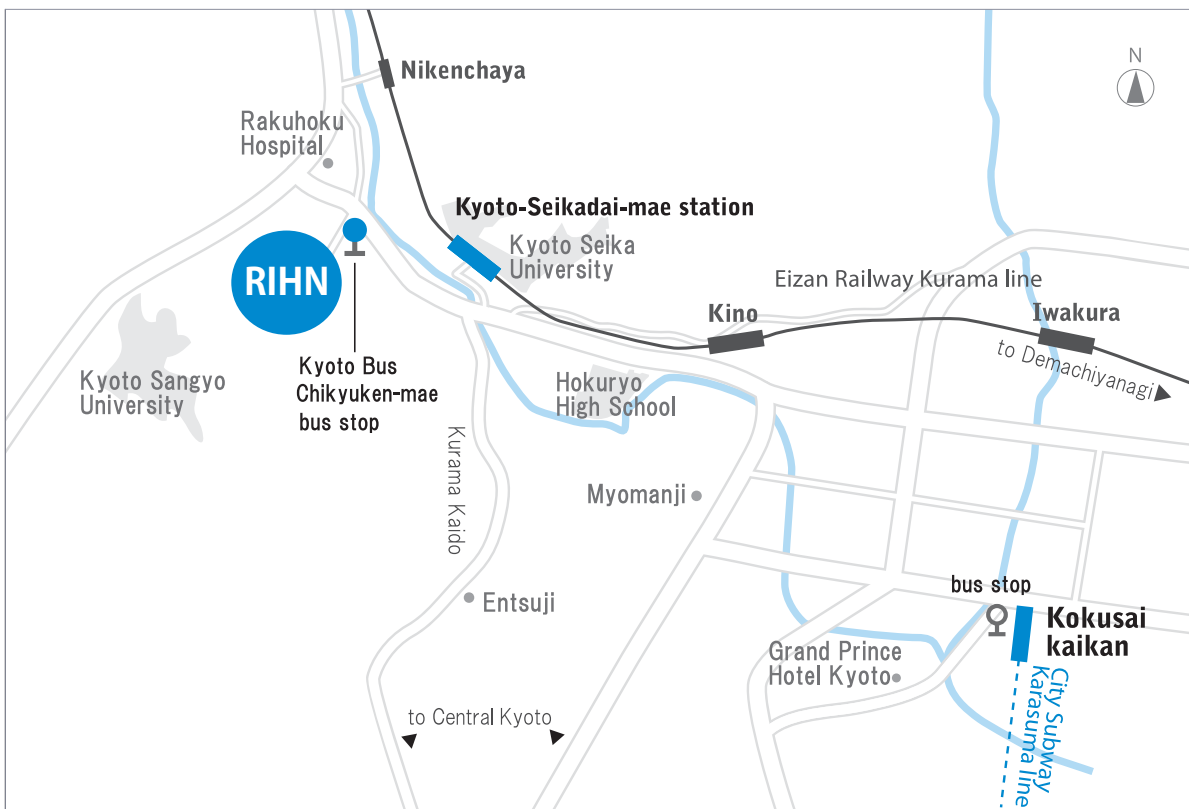 N
Nikenchaya
Rakuhoku
Hospital
Kyoto-Seikadai-mae station
Kyoto Seika
University
RIHN
Eizan Railway Kurama line
Kino
Iwakura
to Demachiyanagi
Kyoto Sangyo
University
Kyoto Bus
Chikyuken-mae
bus stop
Hokuryo
High School
Kurama Kaido
Myomanji
Entsuji
bus stop
Kokusai
kaikan
Grand Prince
Hotel Kyoto
City Subway
Karasuma line
to Central Kyoto